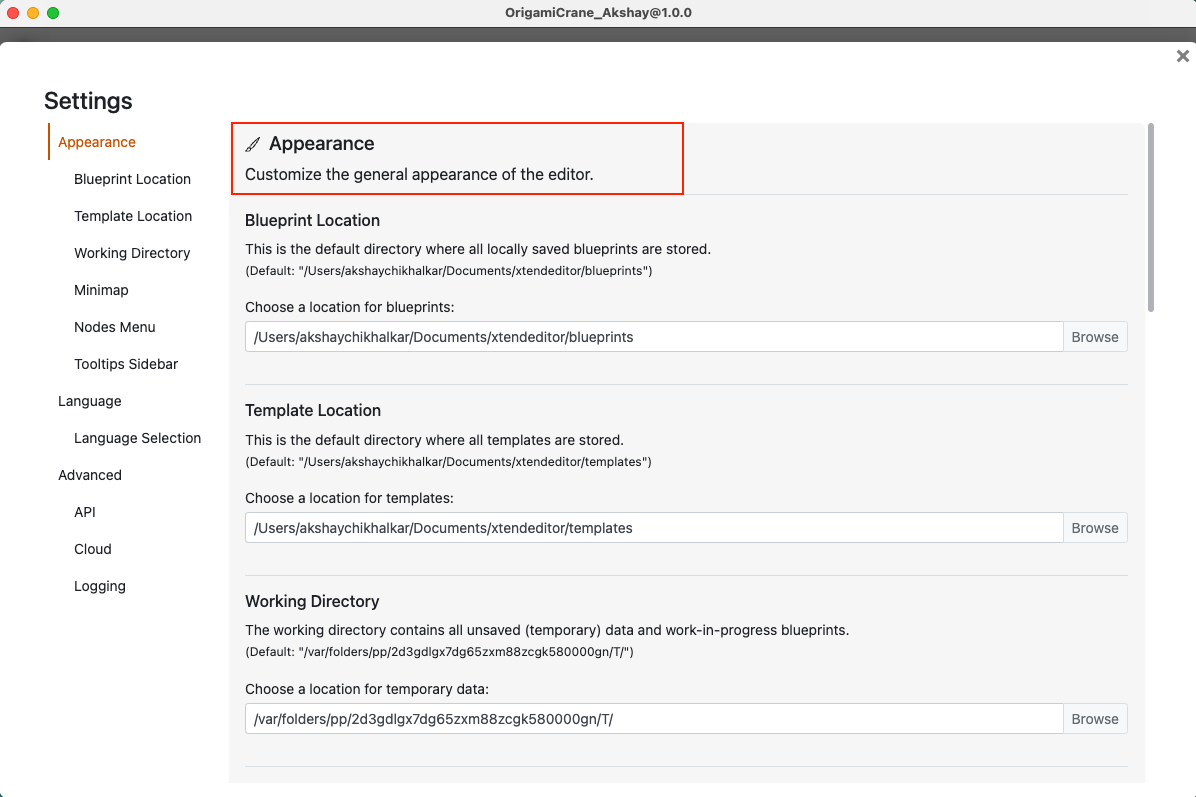 OrigamiCrane_Akshay@1.0.0
Settings
Appearance
Blueprint Location
Template Location
Working Directory
Minimap
Nodes Menu
Tooltips Sidebar
Language
Language Selection
Advanced
API
Cloud
Logging
Appearance
Customize the general appearance of the editor.
Blueprint Location
This is the default directory where all locally saved blueprints are stored.
(Default: "/Users/akshaychikhalkar/Documents/xtendeditor/blueprints")
Choose a location for blueprints:
/Users/akshaychikhalkar/Documents/xtendeditor/blueprints Browse
Template Location
This is the default directory where all templates are stored.
(Default: "/Users/akshaychikhalkar/Documents/xtendeditor/templates")
Choose a location for templates:
/Users/akshaychikhalkar/Documents/xtendeditor/templates Browse
Working Directory
The working directory contains all unsaved (temporary) data and work-in-progress blueprints.
(Default: "/var/folders/pp/2d3gdlgx7dg65zxm88zcgk580000gn/T/")
Choose a location for temporary data:
/var/folders/pp/2d3gdlgx7dg65zxm88zcgk580000gn/T/ Browse